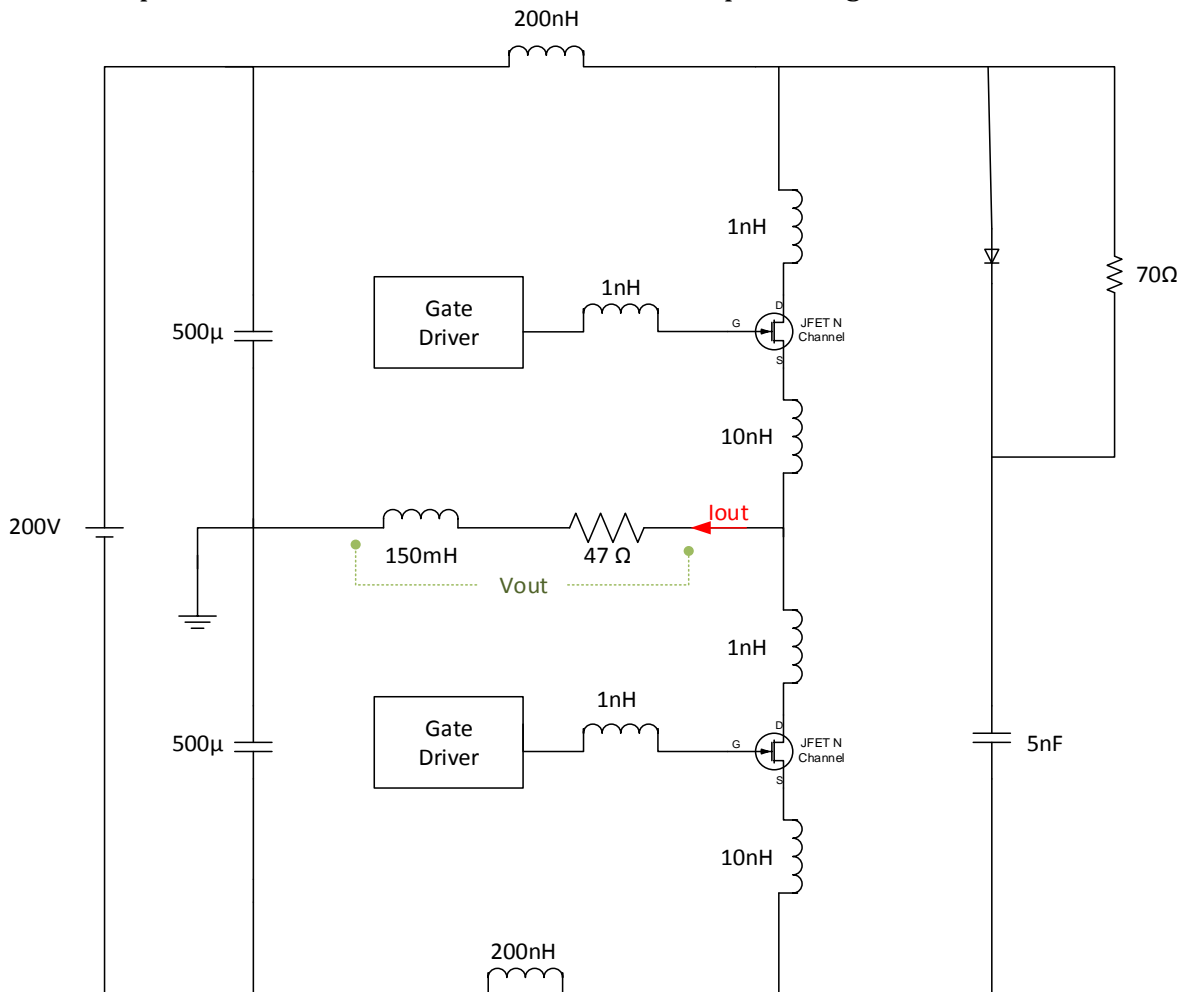 200nH
1nH
1nH
Gate
Driver
D
G
S
JFET N
Channel
70Ω
500µ
10nH
200V
Iout
150mH
47 Ω
Vout
1nH
1nH
Gate
Driver
D
G
S
JFET N
Channel
500µ
5nF
10nH
200nH